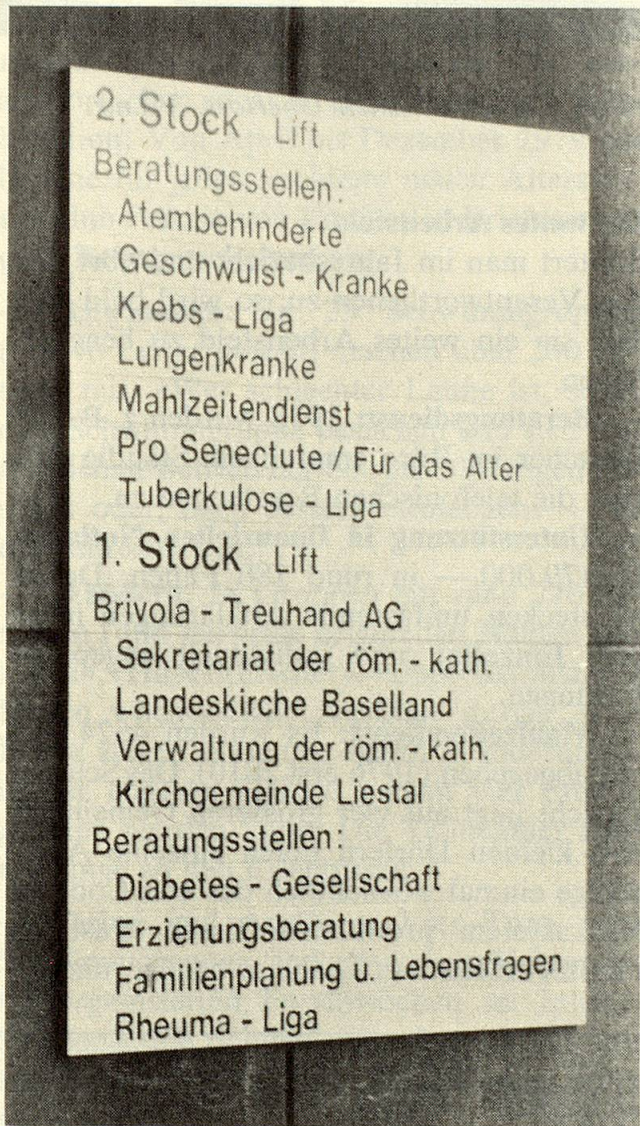 2. Stock Lift
Beratungsstellen:
Atembehinderte
Geschwulst - Kranke
Krebs - Liga
Lungenkranke
Mahlzeitendienst
Pro Senectute / Für das Alter
Tuberkulose - Liga
1. Stock Lift
Brivola - Treuhand AG
Sekretariat der röm. - kath.
Landeskirche Baselland
Verwaltung der röm. - kath.
Kirchgemeinde Liestal
Beratungsstellen:
Diabetes - Gesellschaft
Erziehungsberatung
Familienplanung u. Lebensfragen
Rheuma - Liga